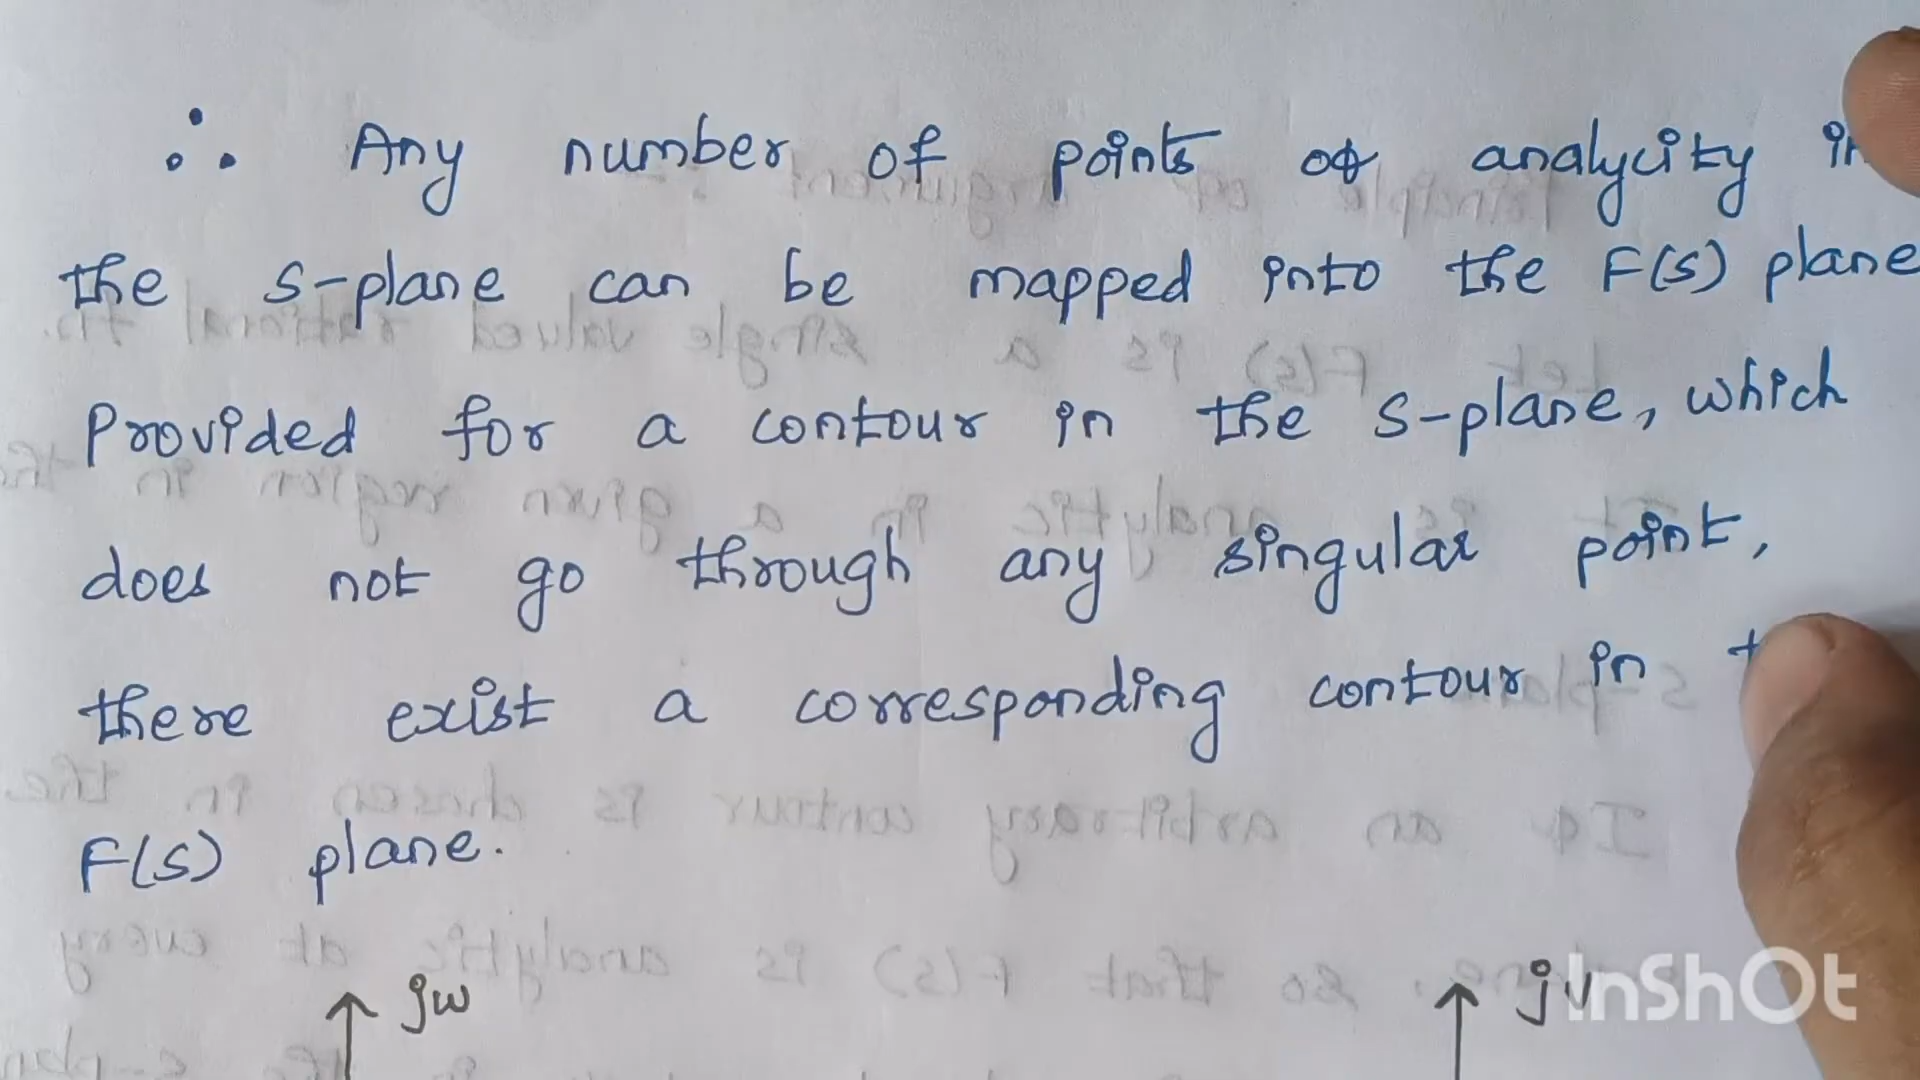 ∴ Any number of points of analycity in
the s-plane can be mapped into the F(s) plane
Provided for a contour in the s-plane, which
does not go through any singular point,
there exist a corresponding contour in
F(s) plane.
jw
jv
InShOt